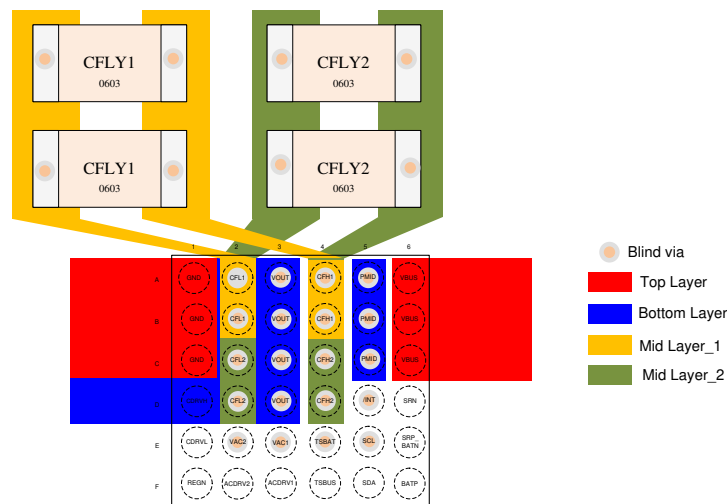 CFLY1
0603
CFLY2
0603
CFLY1
0603
CFLY2
0603
1 2 3 4 5 6
A GND CFL1 VOUT CFH1 PMID VBUS
B GND CFL1 VOUT CFH1 PMID VBUS
C GND CFL2 VOUT CFH2 PMID VBUS
D CDRVH CFL2 VOUT CFH2 /INT SRN
E CDRVL VAC2 VAC1 TSBAT SCL SRP_
BATN
F REGN ACDRV2 ACDRV1 TSBUS SDA BATP
Blind via
Top Layer
Bottom Layer
Mid Layer_1
Mid Layer_2